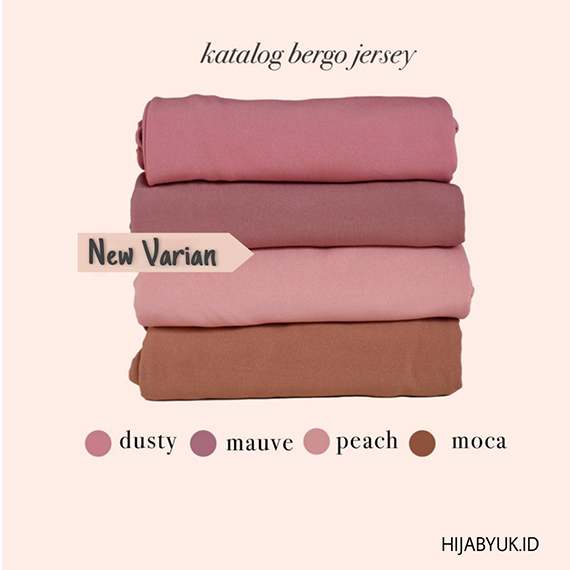 katalog bergo jersey
New Varian
dusty mauve peach moca
HIJABYUK.ID